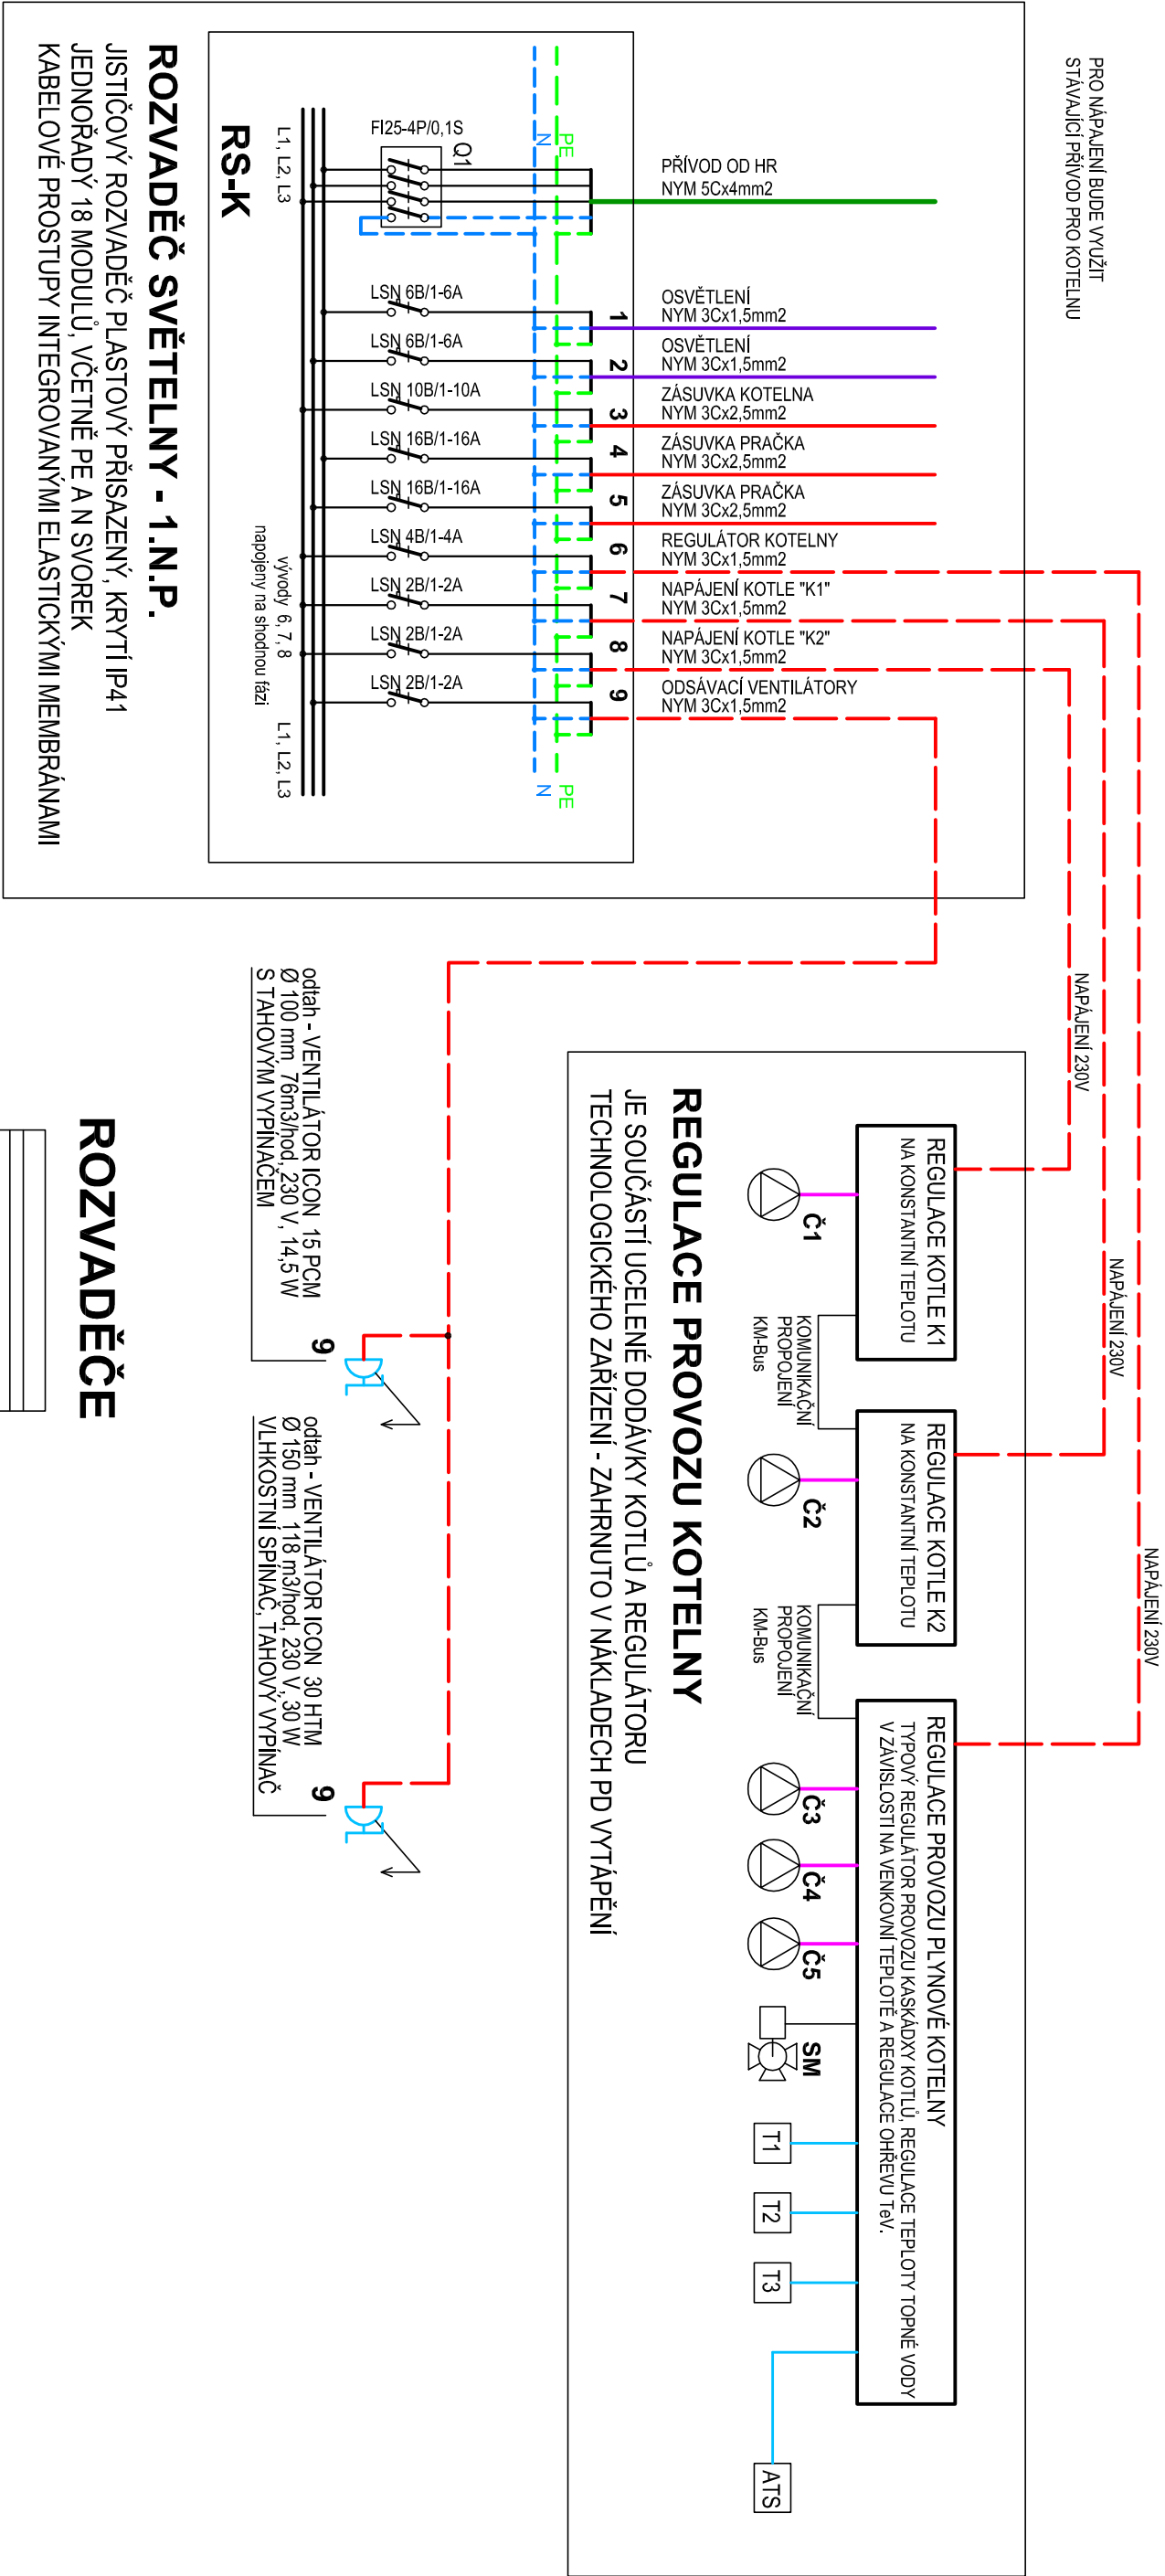 PRO NÁPAJENÍ BUDE VYUŽIT
STÁVAJÍCÍ PŘÍVOD PRO KOTELNU
NAPÁJENÍ 230V
NAPÁJENÍ 230V
NAPÁJENÍ 230V
PŘÍVOD OD HR
NYM 5Cx4mm2
OSVĚTLENÍ
NYM 3Cx1,5mm2
OSVĚTLENÍ
NYM 3Cx1,5mm2
ZÁSUVKA KOTELNA
NYM 3Cx2,5mm2
ZÁSUVKA PRAČKA
NYM 3Cx2,5mm2
ZÁSUVKA PRAČKA
NYM 3Cx2,5mm2
REGULÁTOR KOTELNY
NYM 3Cx1,5mm2
NAPÁJENÍ KOTLE "K1"
NYM 3Cx1,5mm2
NAPÁJENÍ KOTLE "K2"
NYM 3Cx1,5mm2
ODSÁVACÍ VENTILÁTORY
NYM 3Cx1,5mm2
1
2
3
4
5
6
7
8
9
PE
N
PE
N
Q1
FI25-4P/0,1S
LSN 6B/1-6A
LSN 6B/1-6A
LSN 10B/1-10A
LSN 16B/1-16A
LSN 16B/1-16A
LSN 4B/1-4A
LSN 2B/1-2A
LSN 2B/1-2A
LSN 2B/1-2A
L1, L2, L3
vývody 6, 7, 8
napojeny na shodnou fázi
L1, L2, L3
RS-K
ROZVADĚČ SVĚTELNY - 1.N.P.
JISTIČOVÝ ROZVADĚČ PLASTOVÝ PŘISAZENÝ, KRYTÍ IP41
JEDNOŘADÝ 18 MODULŮ, VČETNĚ PE A N SVOREK
KABELOVÉ PROSTUPY INTEGROVANÝMI ELASTICKÝMI MEMBRÁNAMI
REGULACE KOTLE K1
NA KONSTANTNÍ TEPLOTU
REGULACE KOTLE K2
NA KONSTANTNÍ TEPLOTU
REGULACE PROVOZU PLYNOVÉ KOTELNY
TYPOVÝ REGULÁTOR PROVOZU KASKÁDXY KOTLŮ, REGULACE TEPLOTY TOPNÉ VODY
V ZÁVISLOSTI NA VENKOVNÍ TEPLOTĚ A REGULACE OHŘEVU TeV.
Č1
KOMUNIKAČNÍ
PROPOJENÍ
KM-Bus
Č2
KOMUNIKAČNÍ
PROPOJENÍ
KM-Bus
Č3
Č4
Č5
SM
T1
T2
T3
ATS
REGULACE PROVOZU KOTELNY
JE SOUČÁSTÍ UCELENÉ DODÁVKY KOTLŮ A REGULÁTORU
TECHNOLOGICKÉHO ZAŘÍZENÍ - ZAHRNUTO V NÁKLADECH PD VYTÁPĚNÍ
odtah - VENTILÁTOR ICON 15 PCM
Ø 100 mm 76m3/hod, 230 V, 14,5 W
S TAHOVÝM VYPÍNAČEM
9
odtah - VENTILÁTOR ICON 30 HTM
Ø 150 mm 118 m3/hod, 230 V, 30 W
VLHKOSTNÍ SPÍNAČ, TAHOVÝ VYPÍNAČ
9
ROZVADĚČE